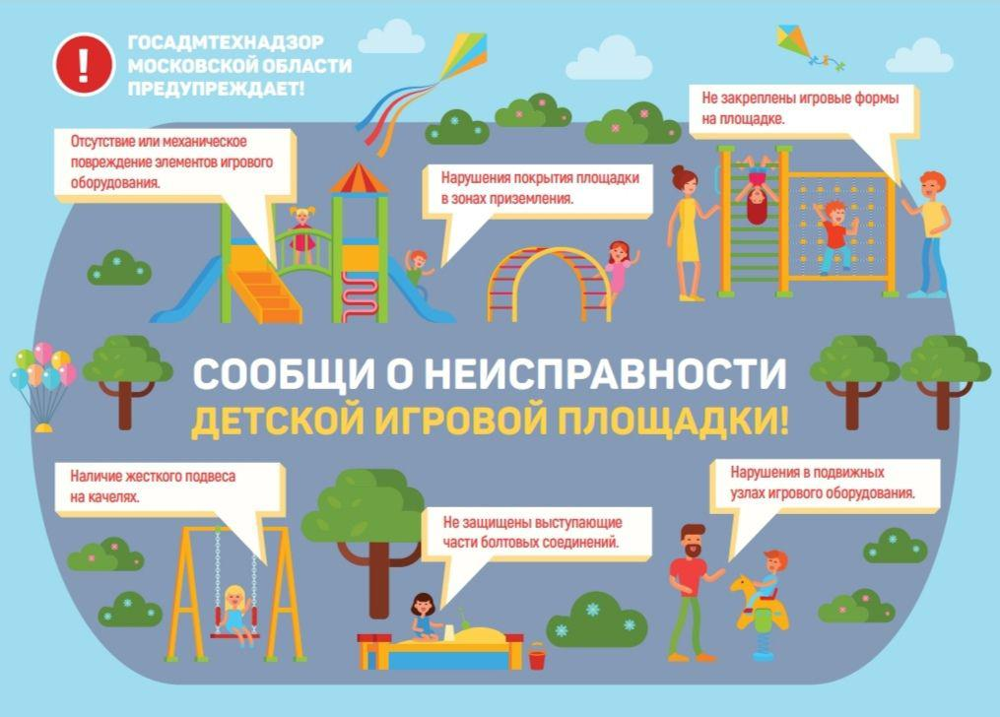 !
ГОСАДМТЕХНАДЗОР
МОСКОВСКОЙ ОБЛАСТИ
ПРЕДУПРЕЖДАЕТ!
Не закреплены игровые формы
на площадке.
Отсутствие или механическое
повреждение элементов игрового
оборудования.
Нарушения покрытия площадки
в зонах приземления.
СООБЩИ О НЕИСПРАВНОСТИ
ДЕТСКОЙ ИГРОВОЙ ПЛОЩАДКИ!
Наличие жесткого подвеса
на качелях.
Не защищены выступающие
части болтовых соединений.
Нарушения в подвижных
узлах игрового оборудования.